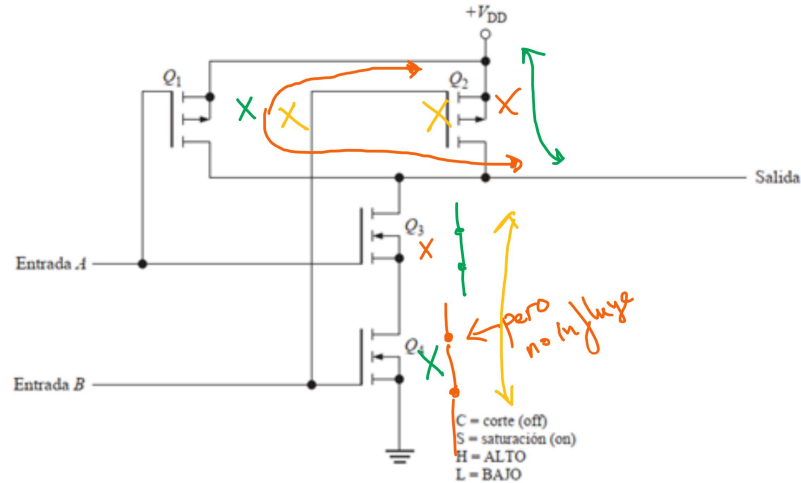 +VDD
Q1
Q2
Salida
Q3
Entrada A
pero
no influye
Q4
Entrada B
C = corte (off)
S = saturación (on)
H = ALTO
L = BAJO